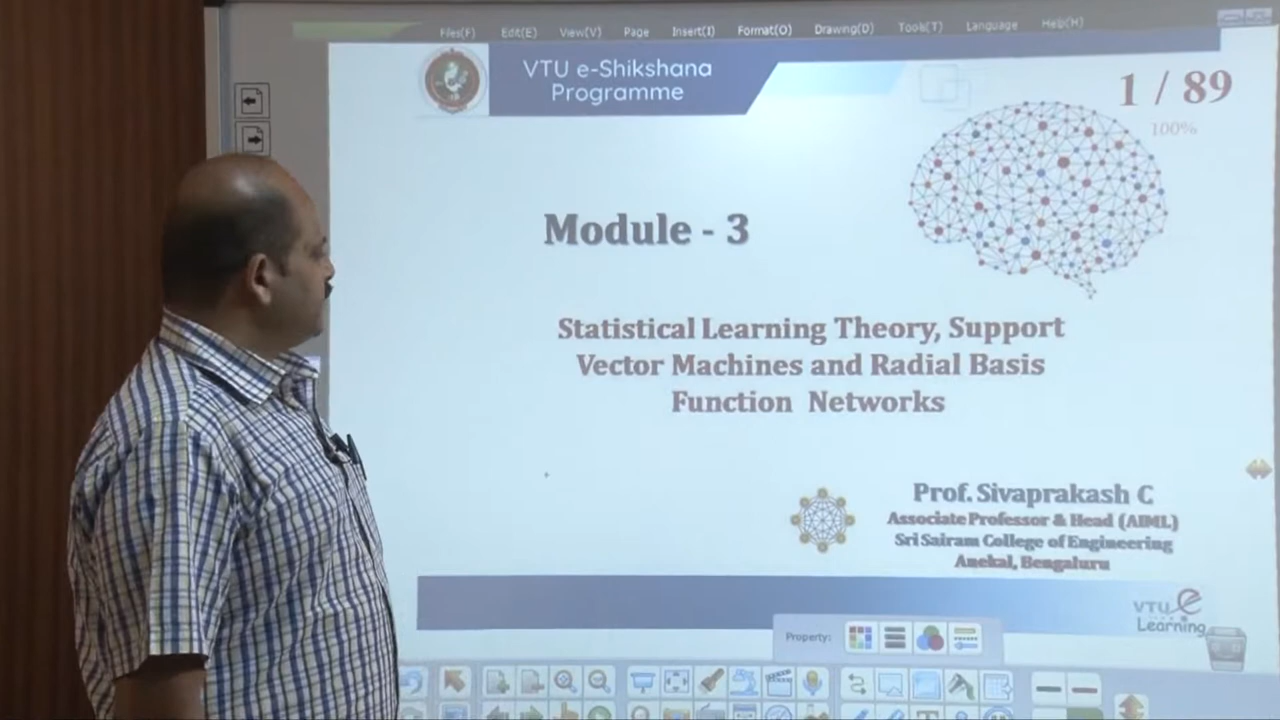 Files(F) Edit(E) View(V) Page Insert(I) Format(O) Drawing(D) Tools(T) Language Help(H)
VTU e-Shikshana
Programme
1 / 89
100%
Module - 3
Statistical Learning Theory, Support
Vector Machines and Radial Basis
Function Networks
Prof. Sivaprakash C
Associate Professor & Head (AIML)
Sri Sairam College of Engineering
Anekal, Bengaluru
VTU e
Learning
Property: